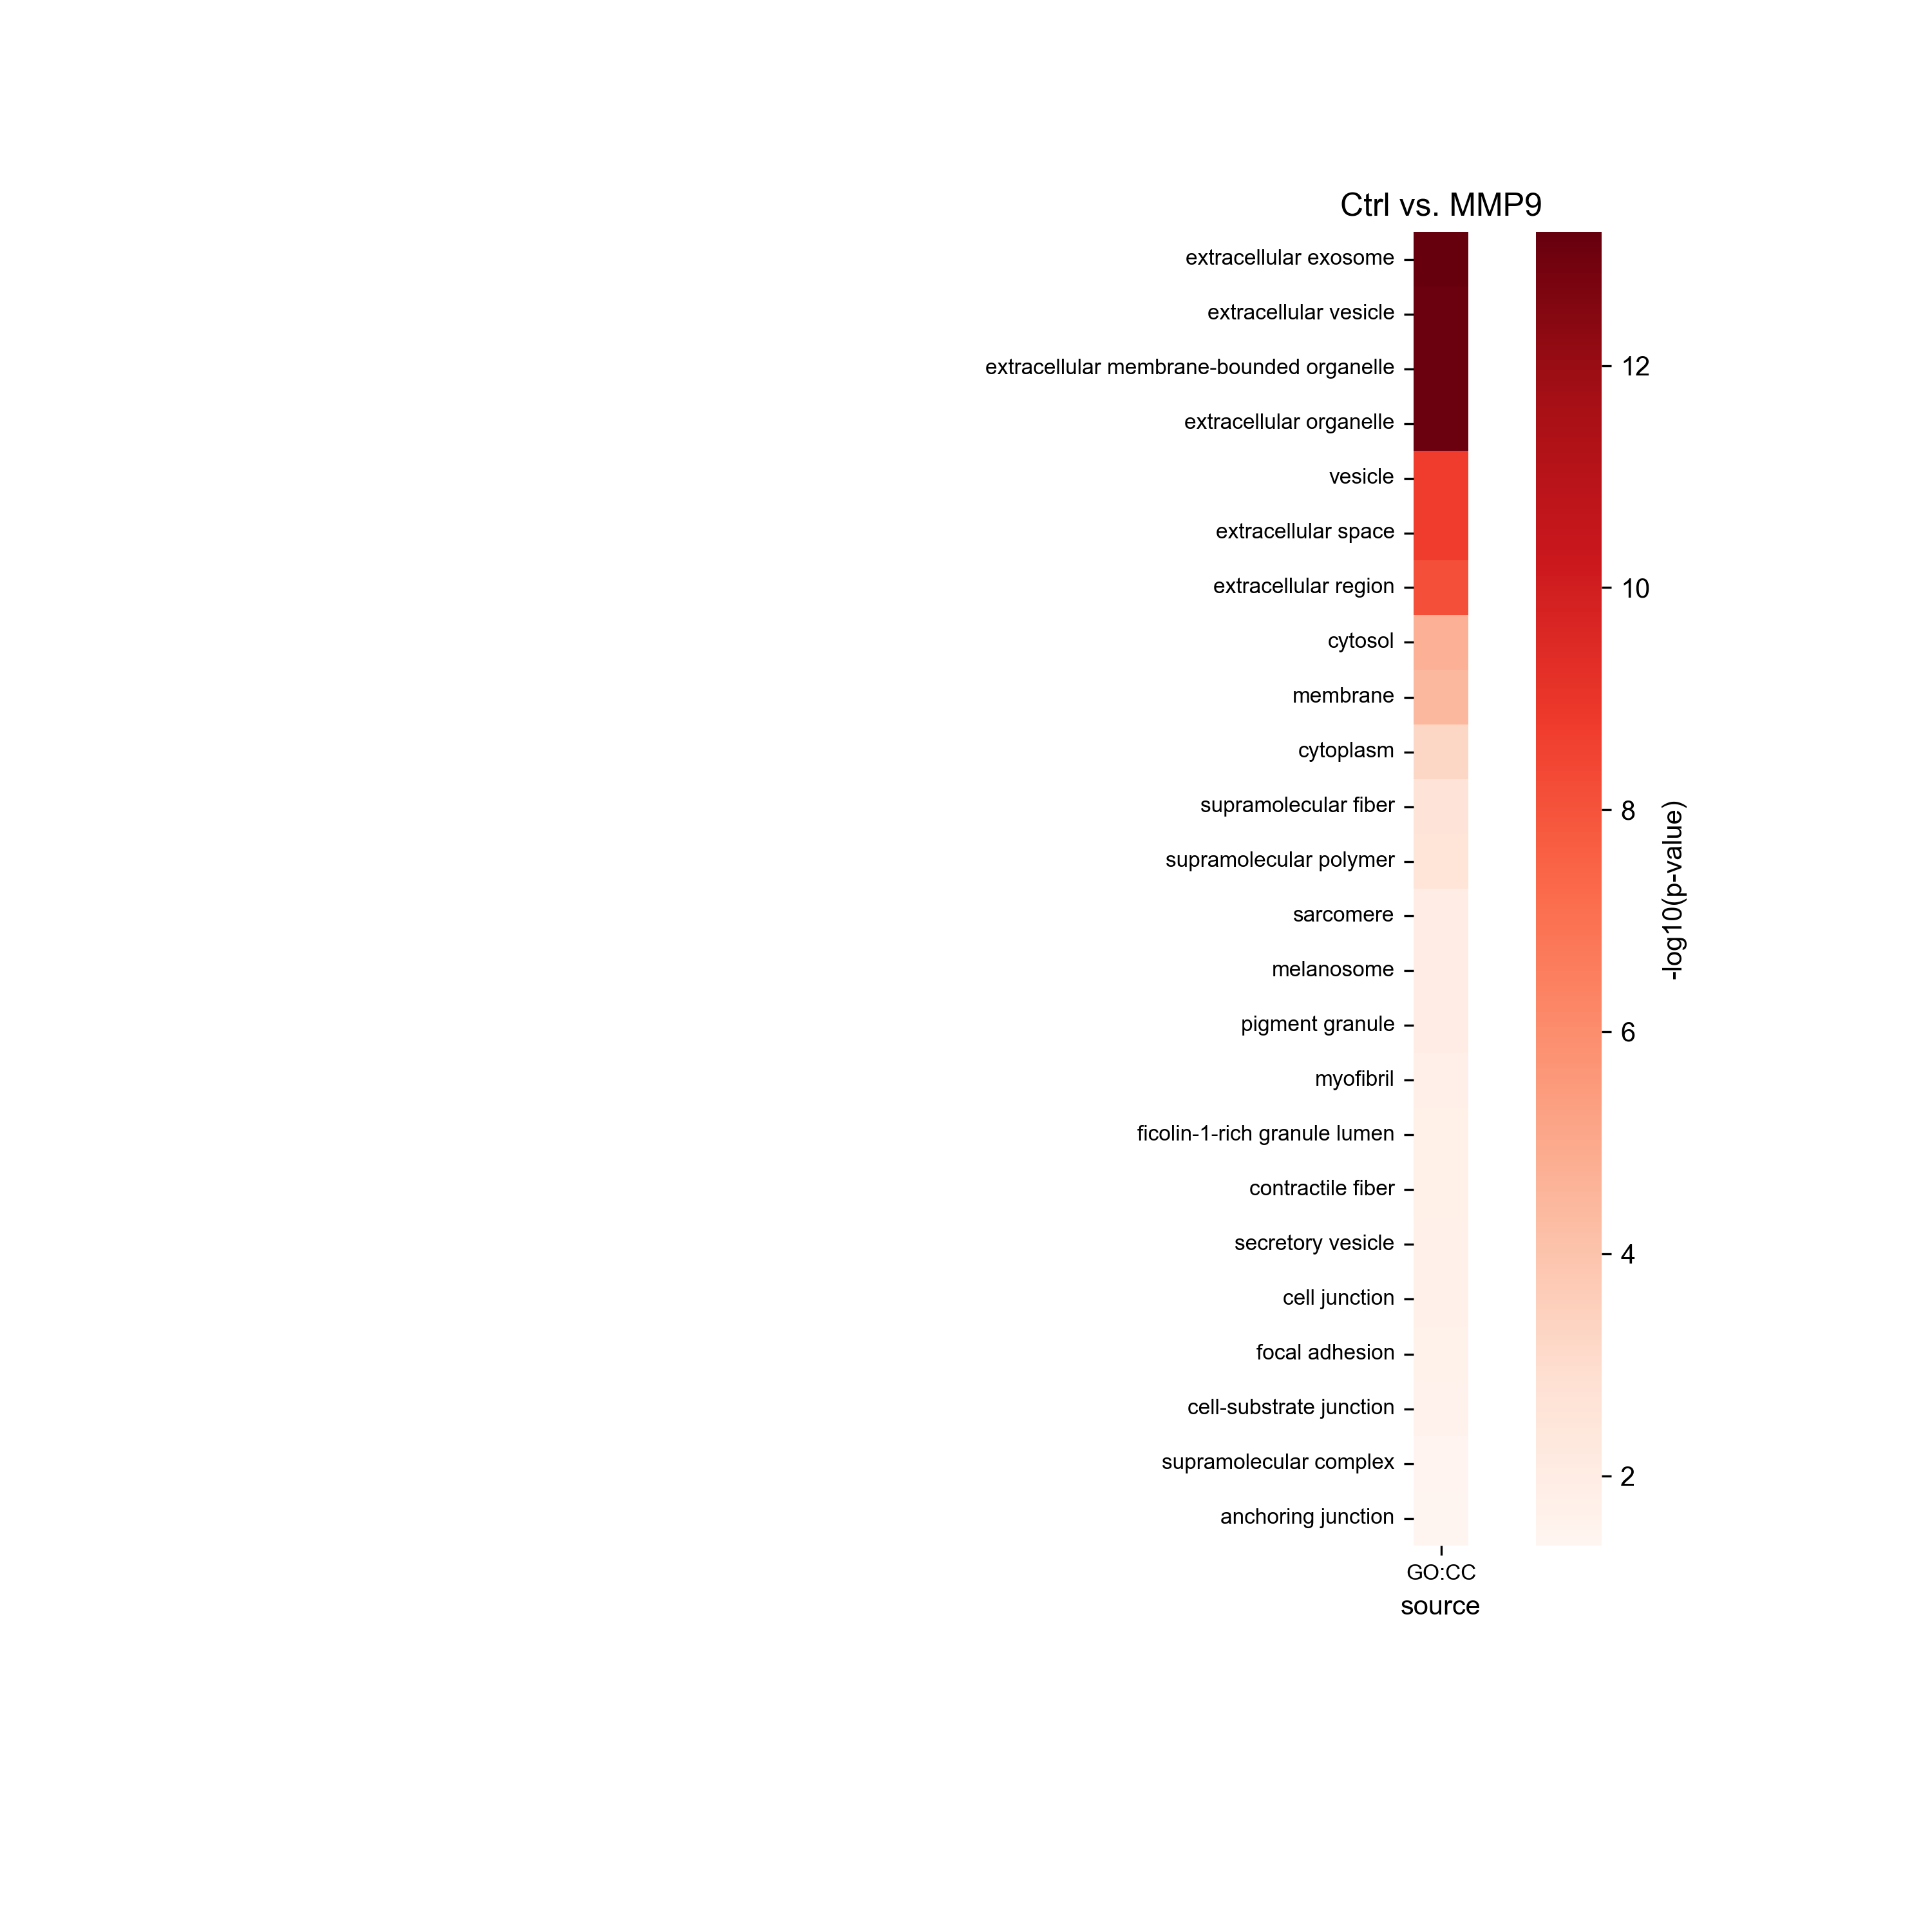 Ctrl vs. MMP9
extracellular exosome
extracellular vesicle
extracellular membrane-bounded organelle
extracellular organelle
vesicle
extracellular space
extracellular region
cytosol
membrane
cytoplasm
supramolecular fiber
supramolecular polymer
sarcomere
melanosome
pigment granule
myofibril
ficolin-1-rich granule lumen
contractile fiber
secretory vesicle
cell junction
focal adhesion
cell-substrate junction
supramolecular complex
anchoring junction
GO:CC
source
12
10
8
6
4
2
-log10(p-value)